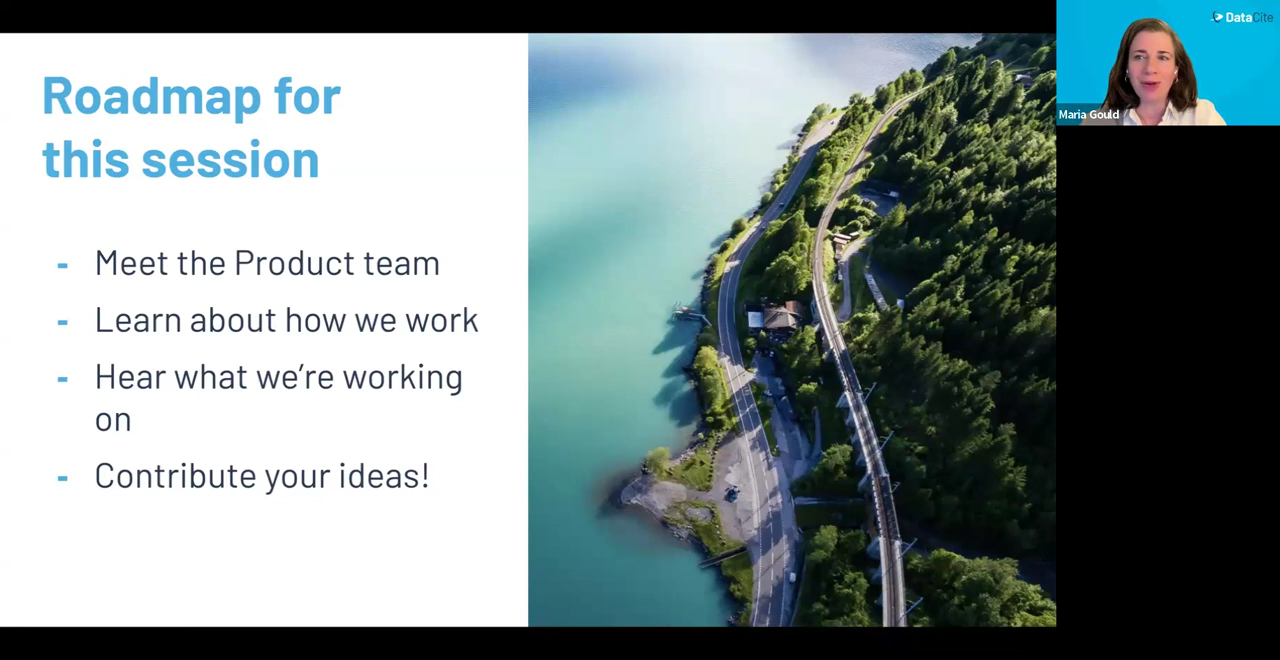 Roadmap for
this session
- Meet the Product team
- Learn about how we work
- Hear what we're working
on
- Contribute your ideas!
DataCite
Maria Gould